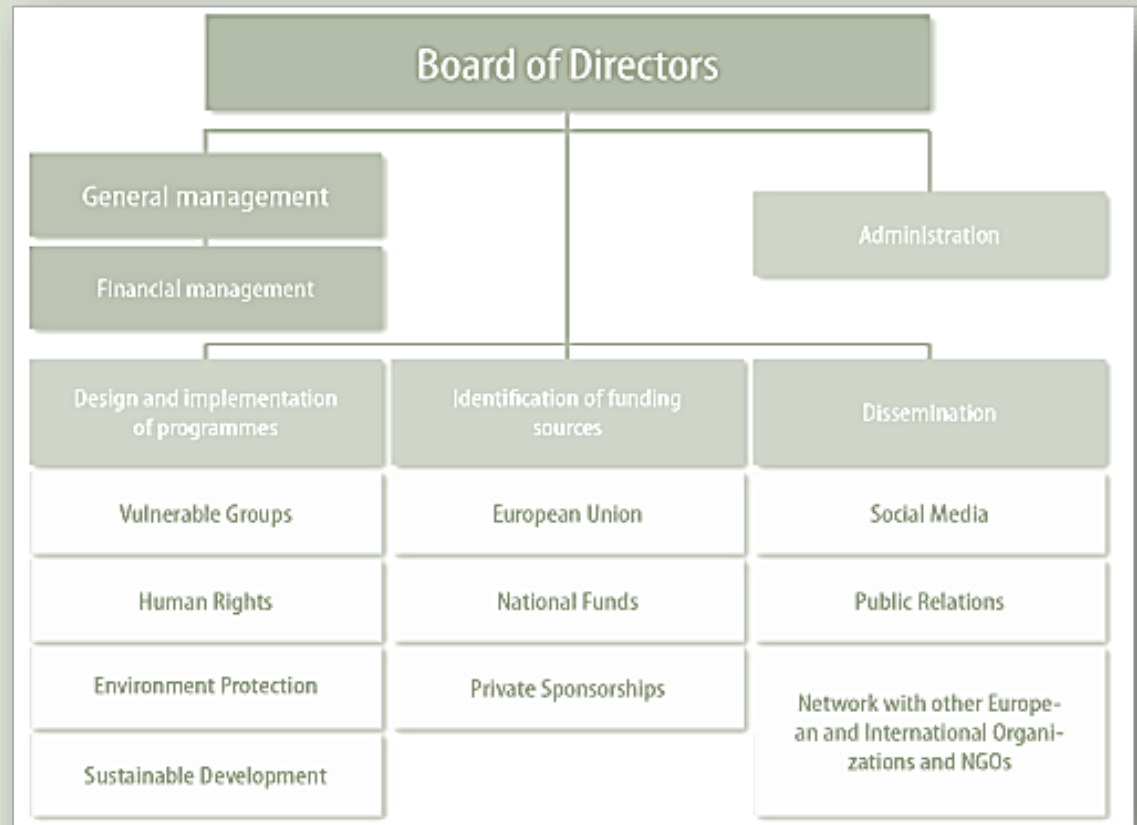 Board of Directors
General management
Administration
Financial management
Design and implementation
of programmes
Identification of funding
sources
Dissemination
Vulnerable Groups
European Union
Social Media
Human Rights
National Funds
Public Relations
Environment Protection
Private Sponsorships
Network with other Europe-
an and International Organi-
zations and NGOs
Sustainable Development